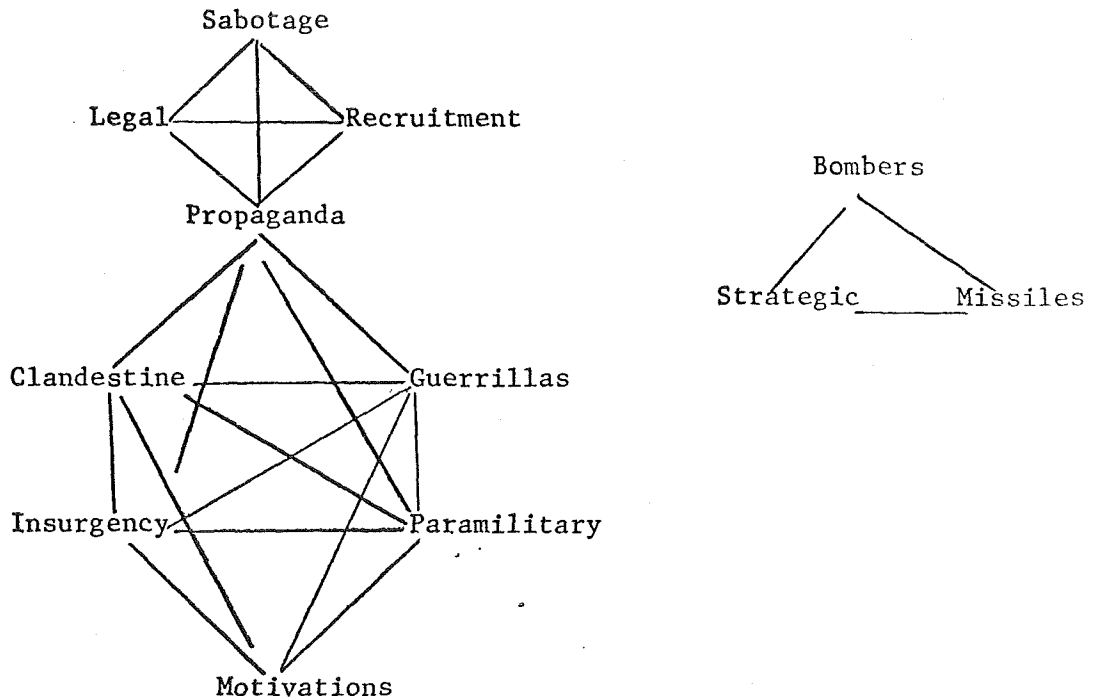 Sabotage
Legal Recruitment
Propaganda
Bombers
Strategic Missiles
Clandestine Guerrillas
Insurgency Paramilitary
Motivations